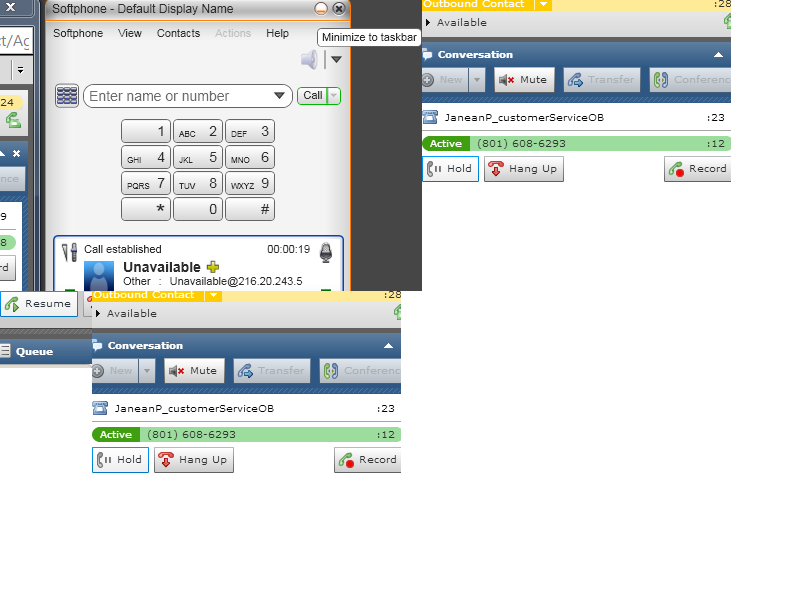 X
Softphone - Default Display Name
Softphone View Contacts Actions Help
Minimize to taskbar
24
Enter name or number
Call
1
ABC 2
DEF 3
GHI 4
JKL 5
MNO 6
PQRS 7
TUV 8
WXYZ 9
*
0
#
nce
9
8
rd
Call established 00:00:19
Unavailable
Other : Unavailable@216.20.243.5
Resume
Queue
Outbound Contact :28
Available
Conversation
New Mute Transfer Conferenc
JaneanP_customerServiceOB :23
Active (801) 608-6293 :12
Hold Hang Up Record
Outbound Contact :28
Available
Conversation
New Mute Transfer Conferenc
JaneanP_customerServiceOB :23
Active (801) 608-6293 :12
Hold Hang Up Record